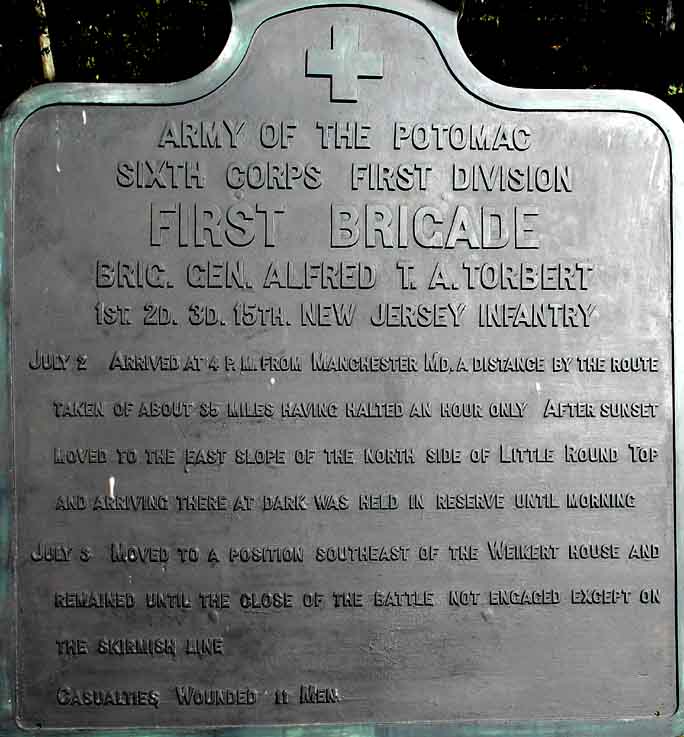 ARMY OF THE POTOMAC
SIXTH CORPS FIRST DIVISION
FIRST BRIGADE
BRIG. GEN. ALFRED T. A. TORBERT
1ST. 2D. 3D. 15TH. NEW JERSEY INFANTRY
JULY 2 ARRIVED AT 4 P. M. FROM MANCHESTER MD, A DISTANCE BY THE ROUTE
TAKEN OF ABOUT 35 MILES HAVING HALTED AN HOUR ONLY AFTER SUNSET
MOVED TO THE EAST SLOPE OF THE NORTH SIDE OF LITTLE ROUND TOP
AND ARRIVING THERE AT DARK WAS HELD IN RESERVE UNTIL MORNING
JULY 3 MOVED TO A POSITION SOUTHEAST OF THE WEIKERT HOUSE AND
REMAINED UNTIL THE CLOSE OF THE BATTLE NOT ENGAGED EXCEPT ON
THE SKIRMISH LINE
CASUALTIES WOUNDED 11 MEN